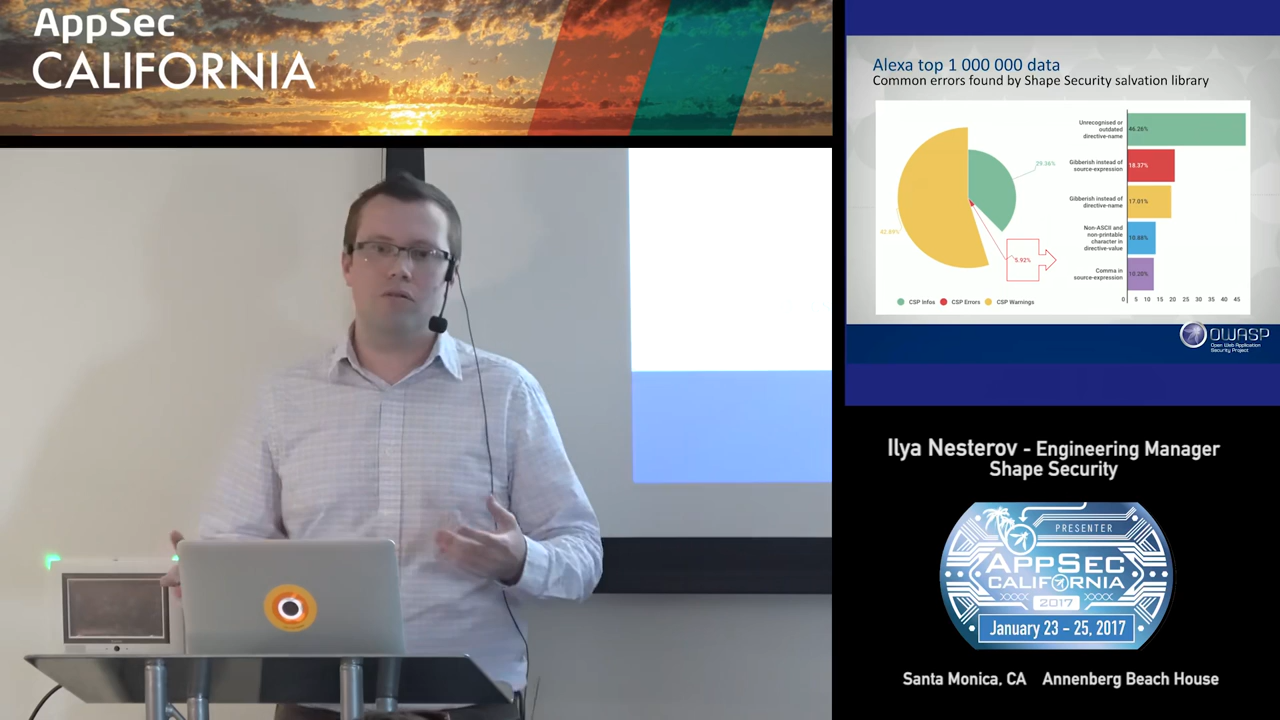 AppSec
CALIFORNIA
Alexa top 1 000 000 data
Common errors found by Shape Security salvation library
Unrecognised or
outdated
directive-name
46.26%
Gibberish instead of
source-expression
18.37%
Gibberish instead of
directive-name
17.01%
Non-ASCII and
non-printable
character in
directive-value
10.88%
Comma in
source-expression
10.20%
0 5 10 15 20 25 30 35 40 45
5.92%
CSP Infos CSP Errors CSP Warnings
OWASP
Open Web Application
Security Project
Ilya Nesterov - Engineering Manager
Shape Security
PRESENTER
APPSEC
CALIFORNIA
2017
January 23 - 25, 2017
Santa Monica, CA Annenberg Beach House